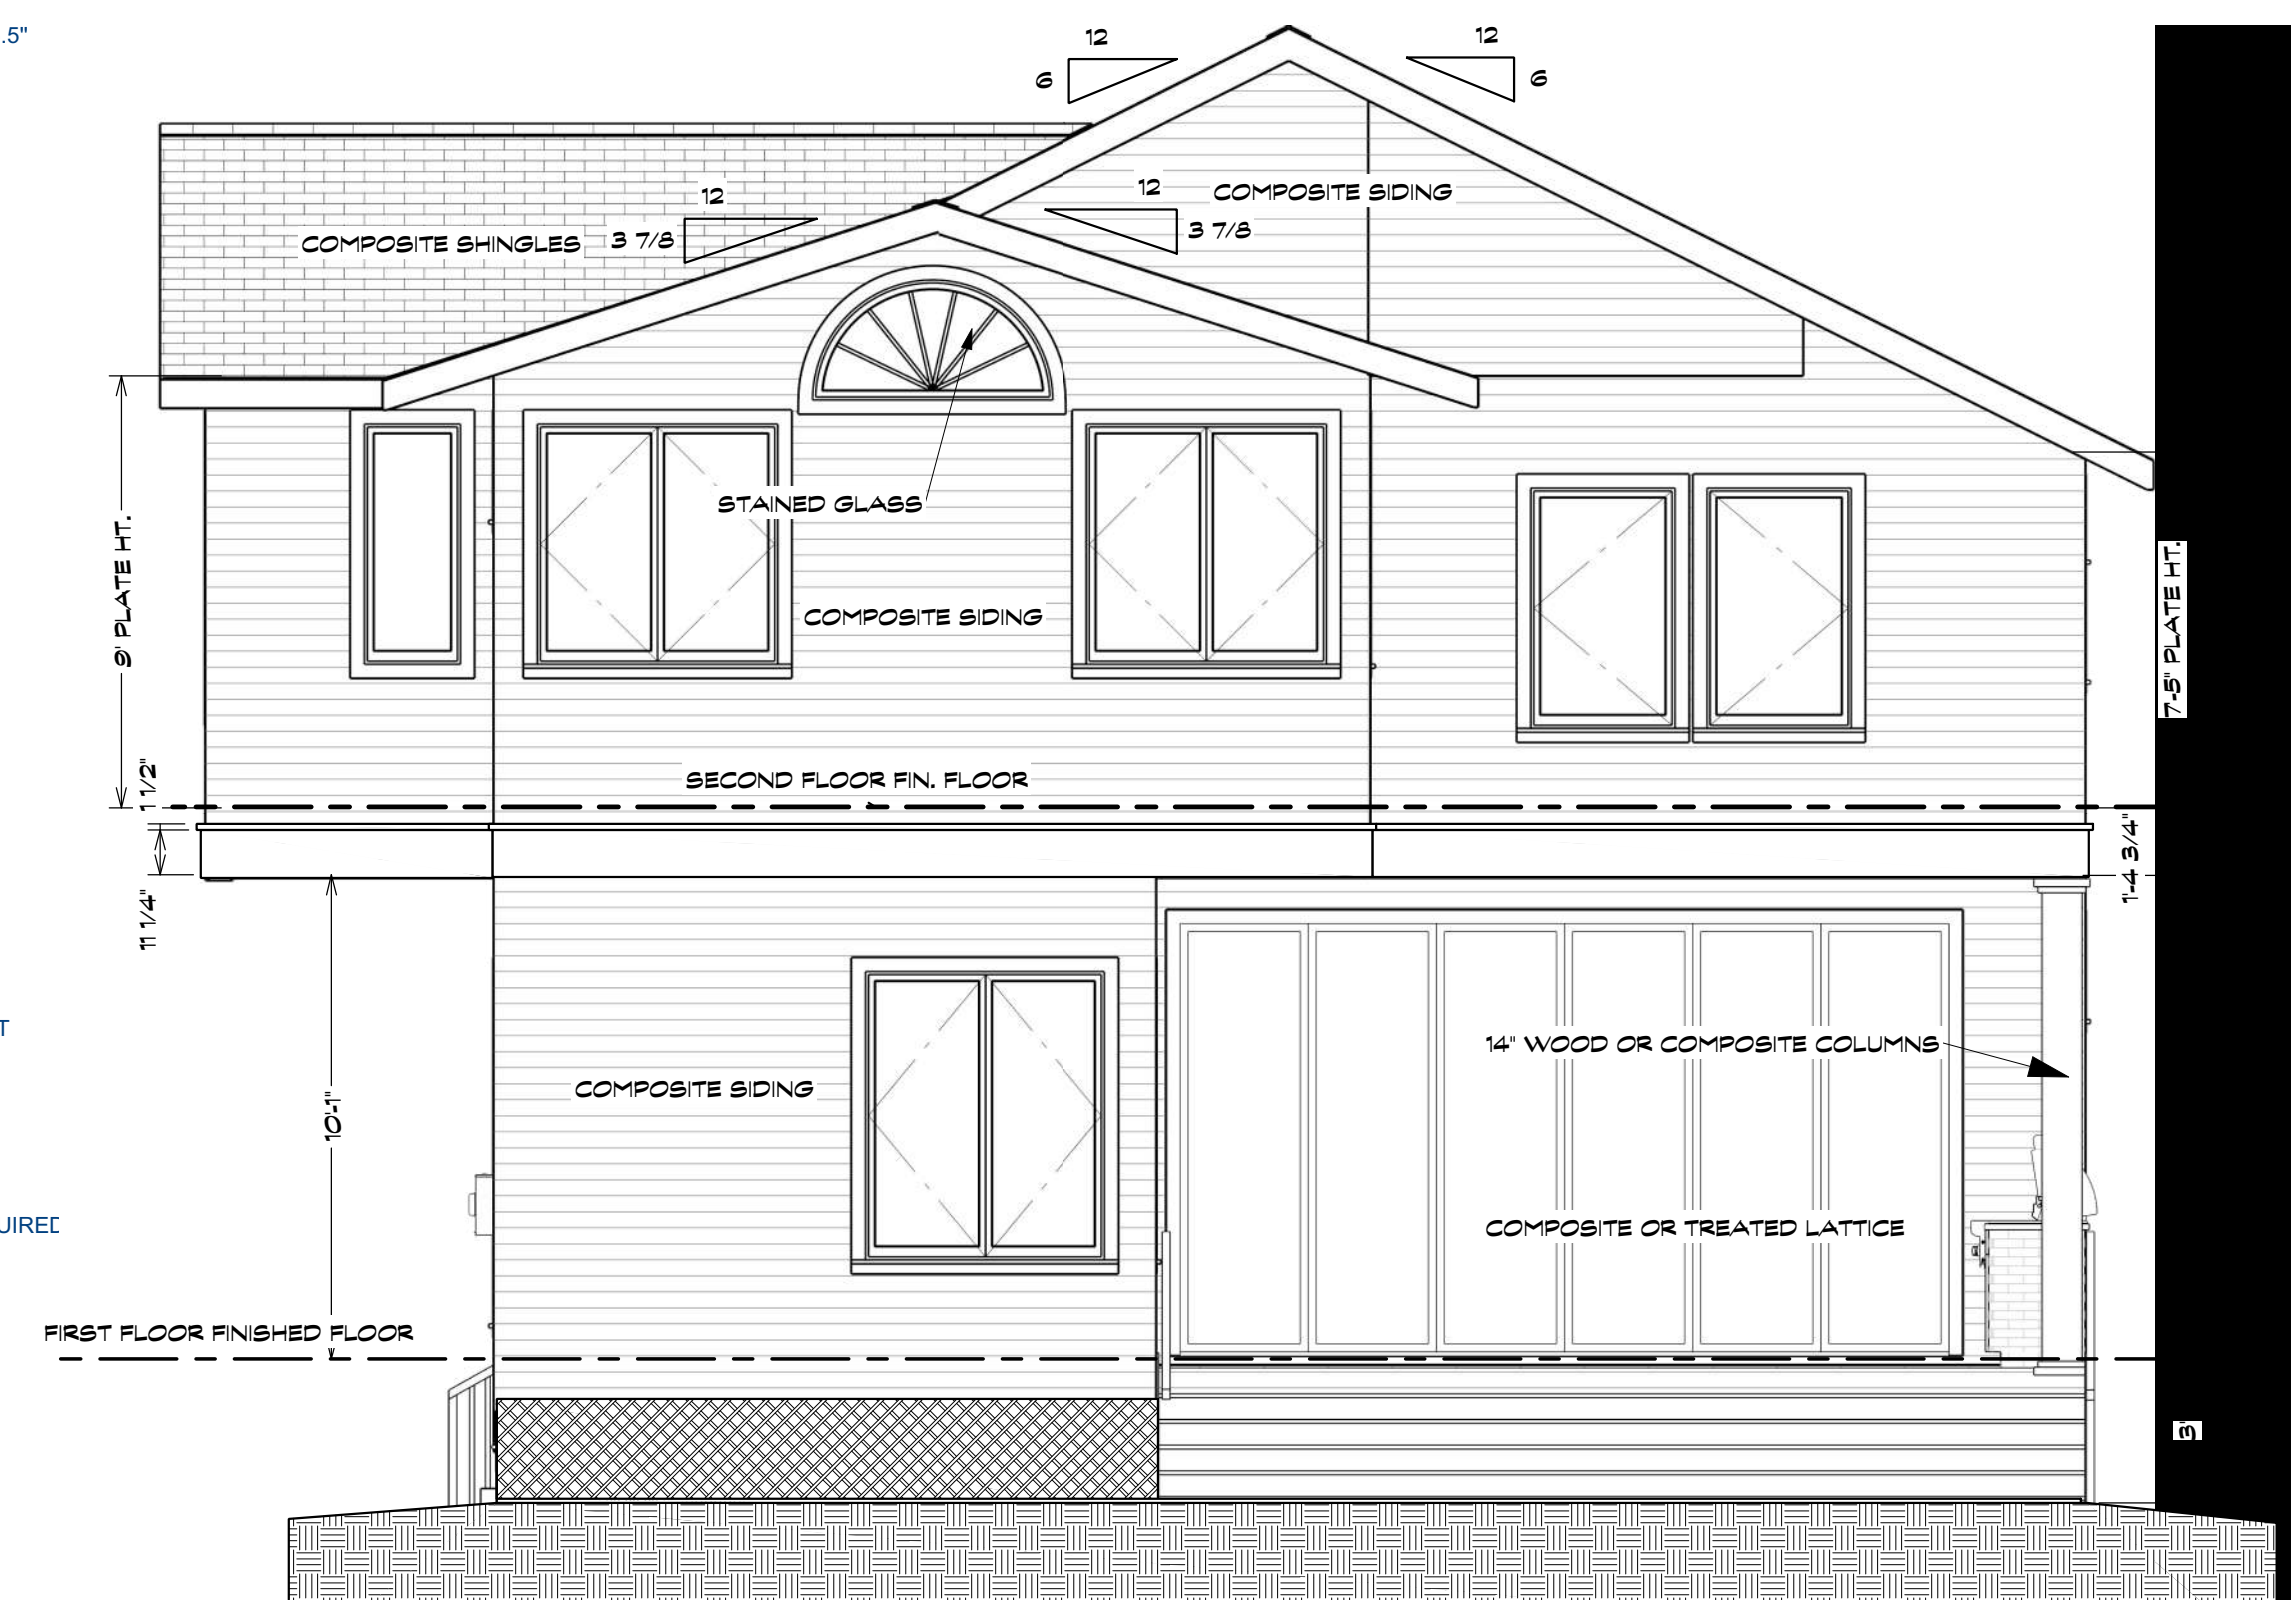 .5"
12
12
6
6
12
12
COMPOSITE SIDING
COMPOSITE SHINGLES
3 7/8
3 7/8
STAINED GLASS
9' PLATE HT.
7'-5" PLATE HT.
COMPOSITE SIDING
SECOND FLOOR FIN. FLOOR
1 1/2"
1'-4 3/4"
11 1/4"
T
14" WOOD OR COMPOSITE COLUMNS
COMPOSITE SIDING
10'-1"
UIRED
COMPOSITE OR TREATED LATTICE
FIRST FLOOR FINISHED FLOOR
3'